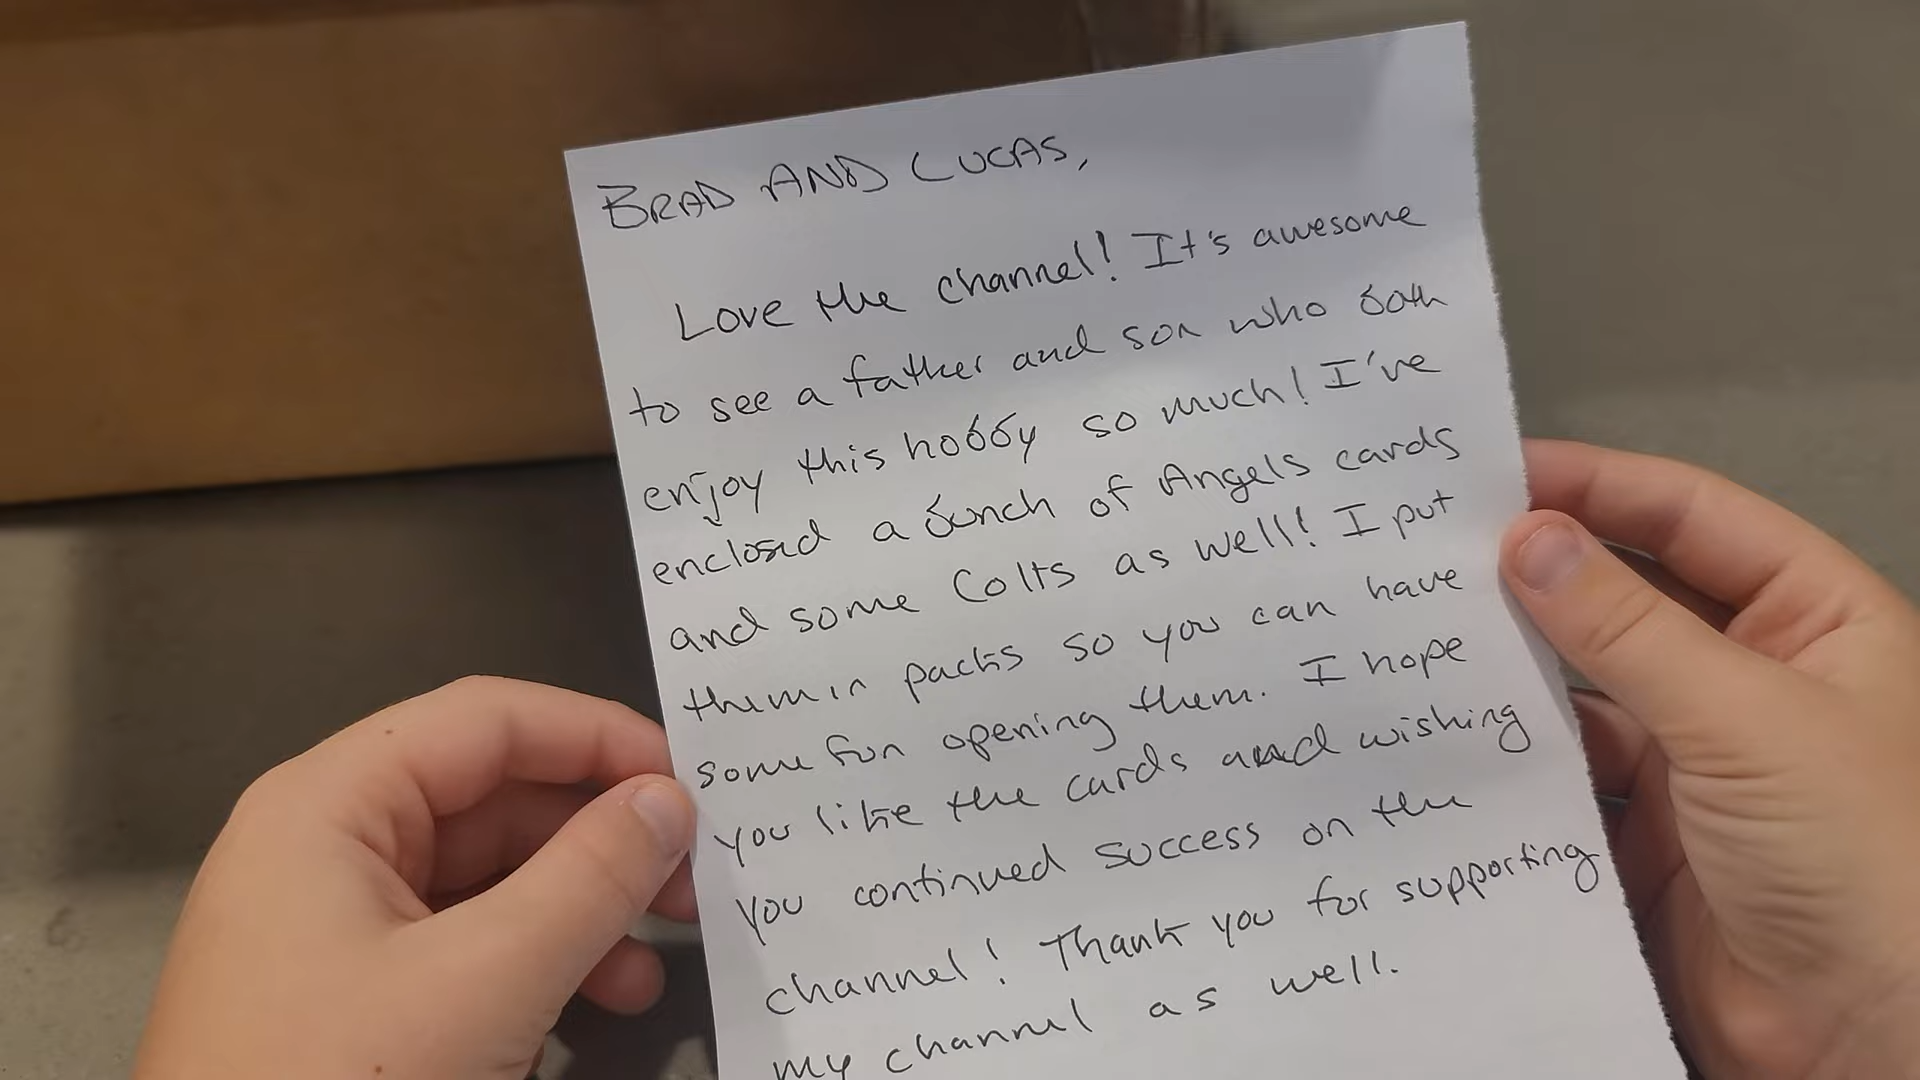 BRAD AND LUCAS,
Love the channel! It's awesome
to see a father and son who both
enjoy this hobby so much! I've
enclosed a bunch of Angels cards
and some Colts as well! I put
them in packs so you can have
some fun opening them. I hope
you like the cards and wishing
you continued success on the
channel! Thank you for supporting
my channel as well.